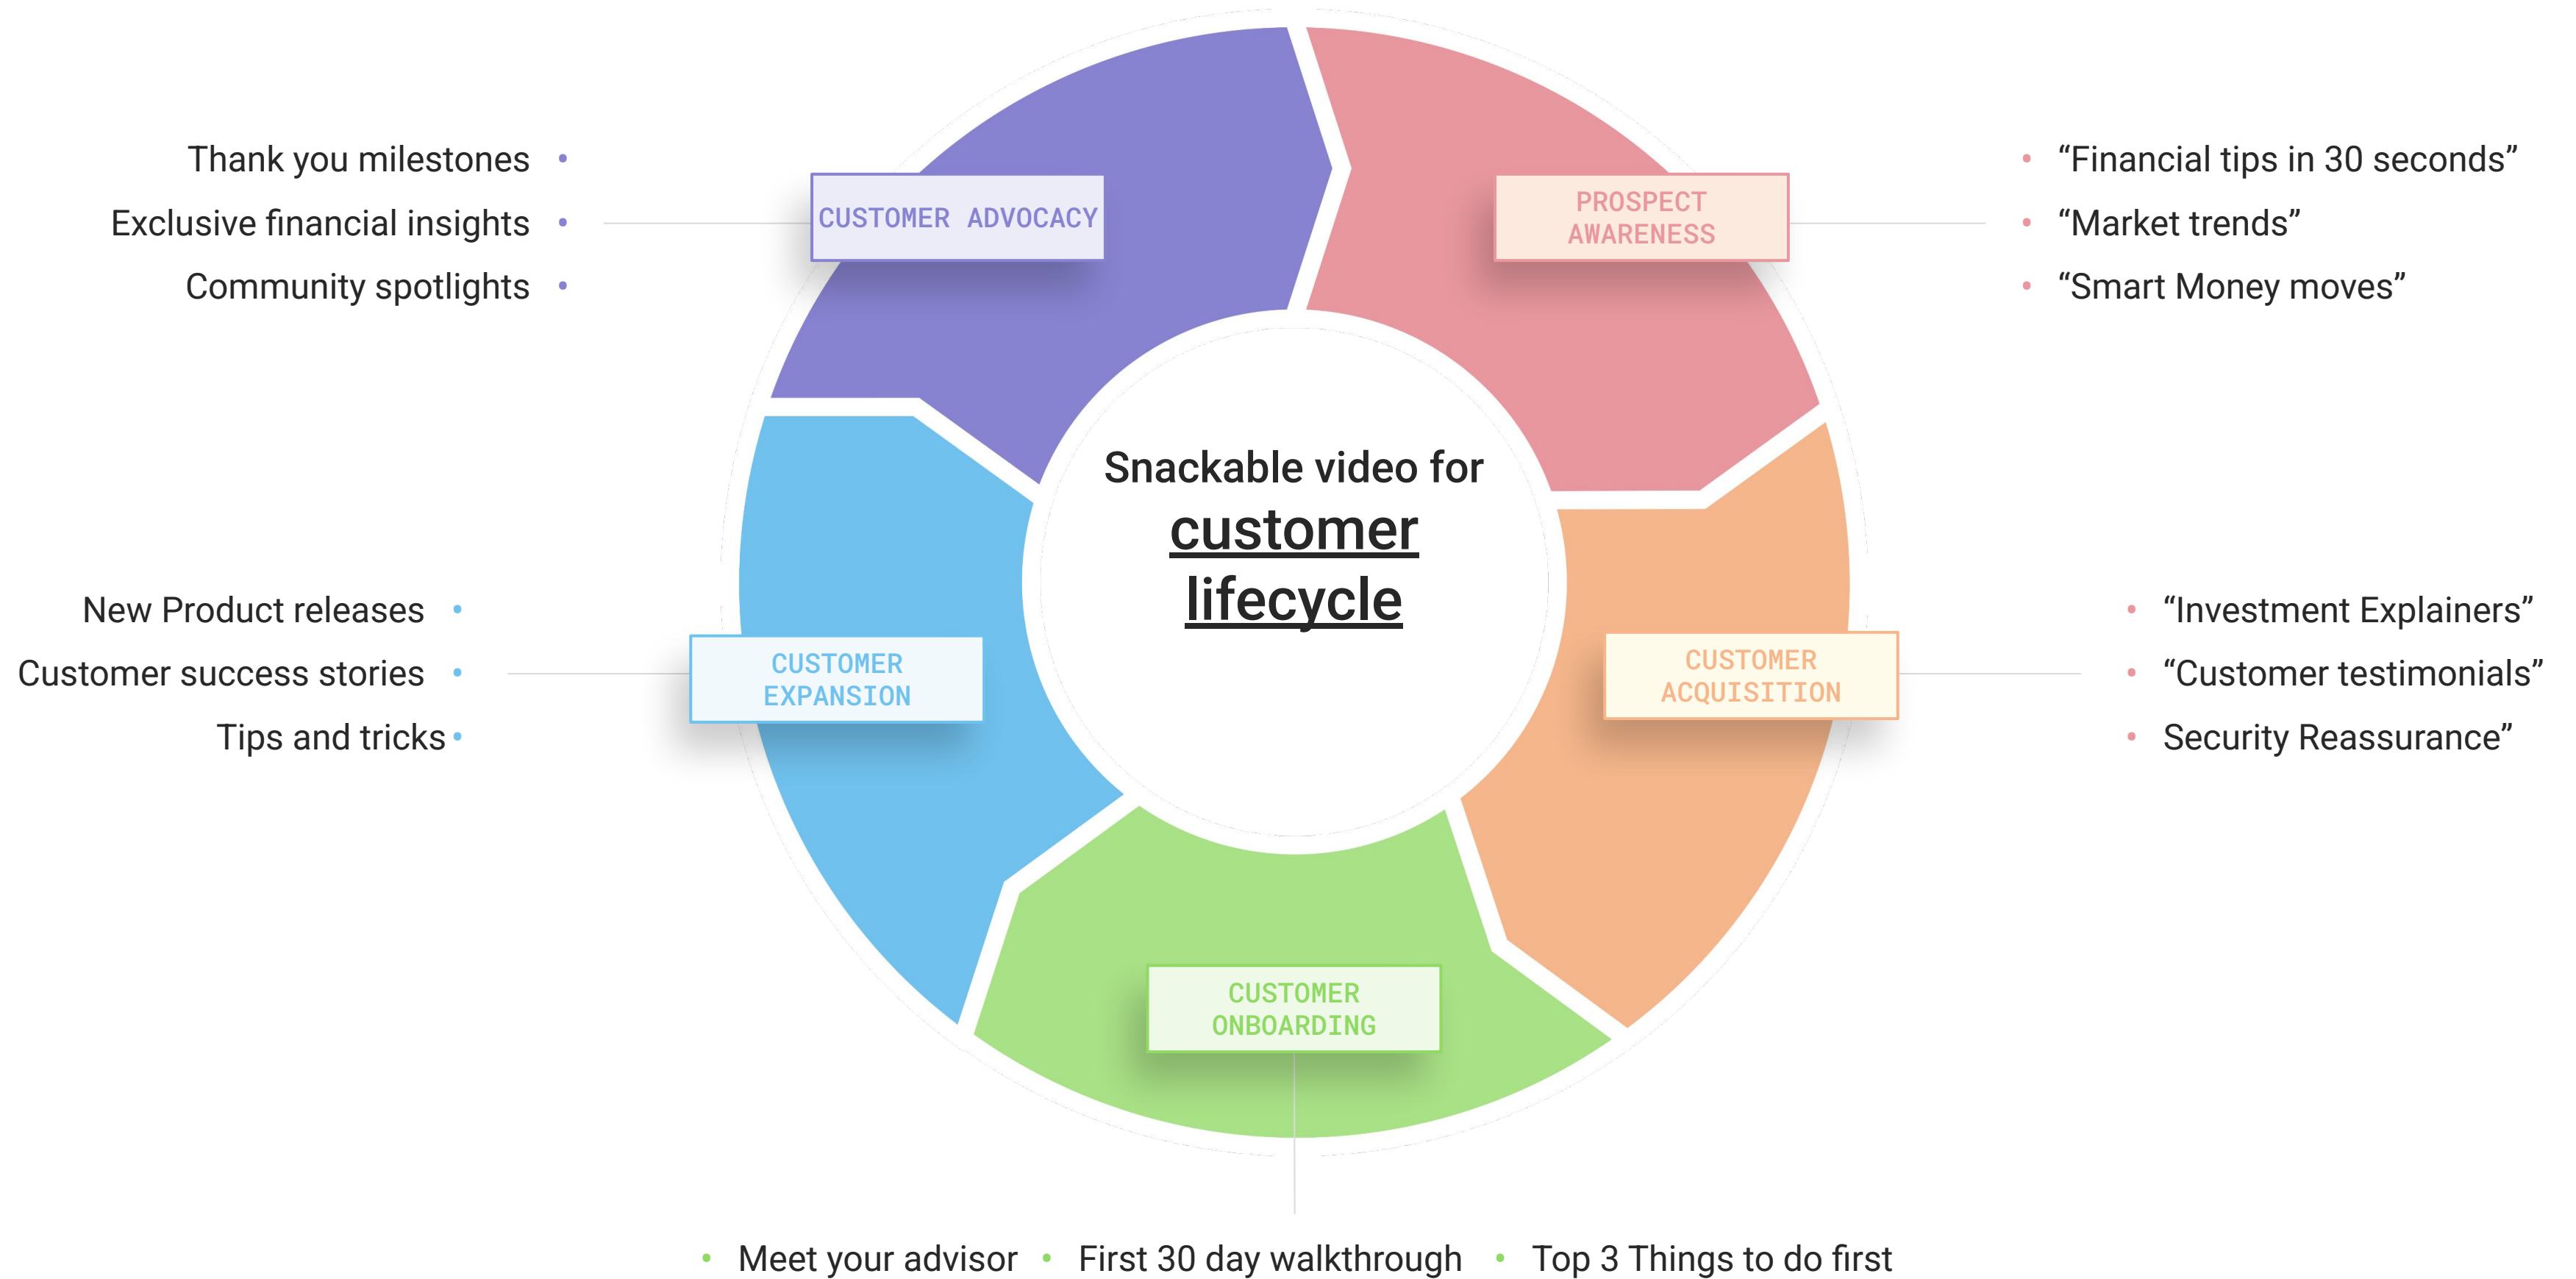 Snackable video for
customer
lifecycle
PROSPECT
AWARENESS
“Financial tips in 30 seconds”
“Market trends”
“Smart Money moves”
CUSTOMER
ACQUISITION
“Investment Explainers”
“Customer testimonials”
Security Reassurance”
CUSTOMER
ONBOARDING
Meet your advisor
First 30 day walkthrough
Top 3 Things to do first
CUSTOMER
EXPANSION
New Product releases
Customer success stories
Tips and tricks
CUSTOMER ADVOCACY
Thank you milestones
Exclusive financial insights
Community spotlights